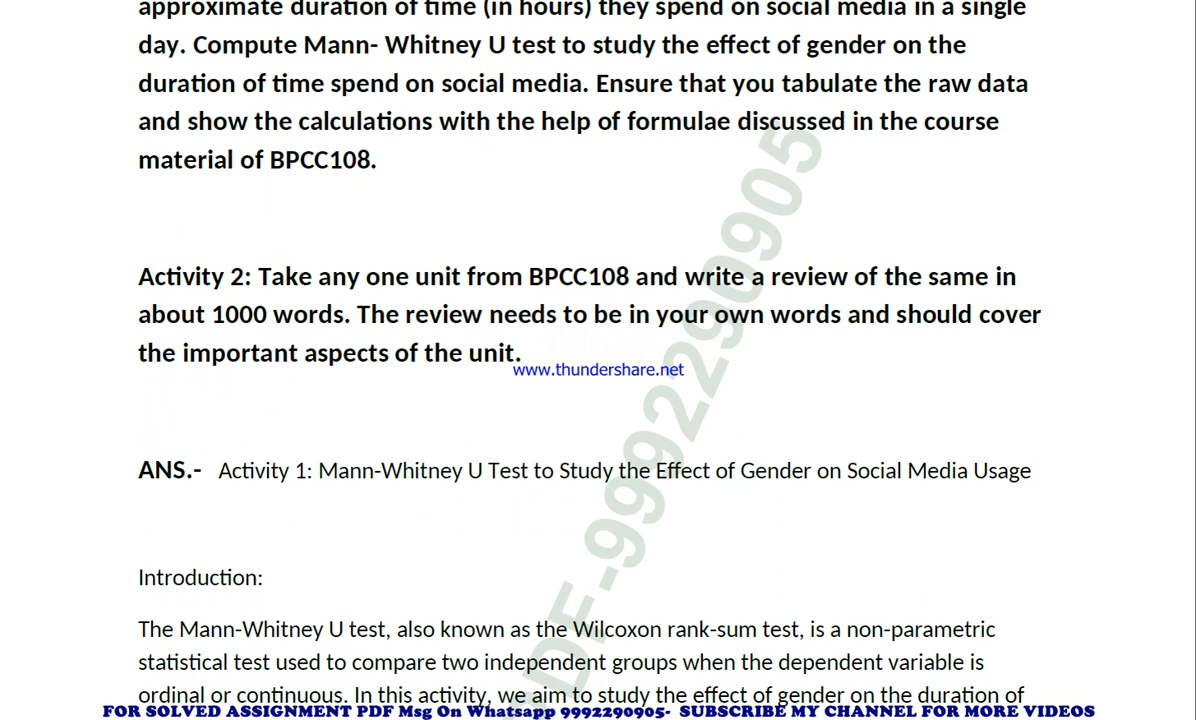 approximate duration of time (in hours) they spend on social media in a single
day. Compute Mann- Whitney U test to study the effect of gender on the
duration of time spend on social media. Ensure that you tabulate the raw data
and show the calculations with the help of formulae discussed in the course
material of BPCC108.
Activity 2: Take any one unit from BPCC108 and write a review of the same in
about 1000 words. The review needs to be in your own words and should cover
the important aspects of the unit.
www.thundershare.net
ANS.- Activity 1: Mann-Whitney U Test to Study the Effect of Gender on Social Media Usage
Introduction:
The Mann-Whitney U test, also known as the Wilcoxon rank-sum test, is a non-parametric
statistical test used to compare two independent groups when the dependent variable is
ordinal or continuous. In this activity, we aim to study the effect of gender on the duration of
DF-9992290905
FOR SOLVED ASSIGNMENT PDF Msg On Whatsapp 9992290905- SUBSCRIBE MY CHANNEL FOR MORE VIDEOS